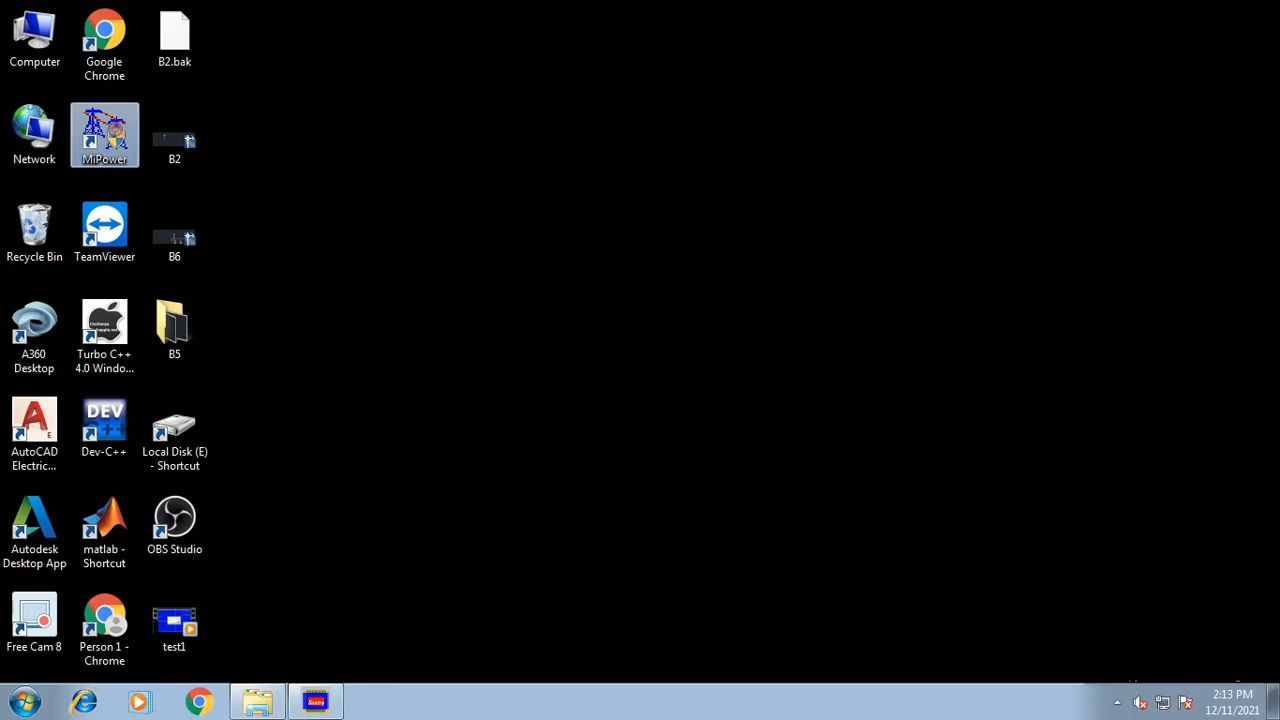 Computer
Google
Chrome
B2.bak
Network
MiPower
B2
Recycle Bin
TeamViewer
B6
A360
Desktop
Turbo C++
4.0 Windo...
B5
AutoCAD
Electric...
DEV
Dev-C++
Local Disk (E)
- Shortcut
Autodesk
Desktop App
matlab -
Shortcut
OBS Studio
Free Cam 8
Person 1 -
Chrome
test1
Sentry
2:13 PM
12/11/2021